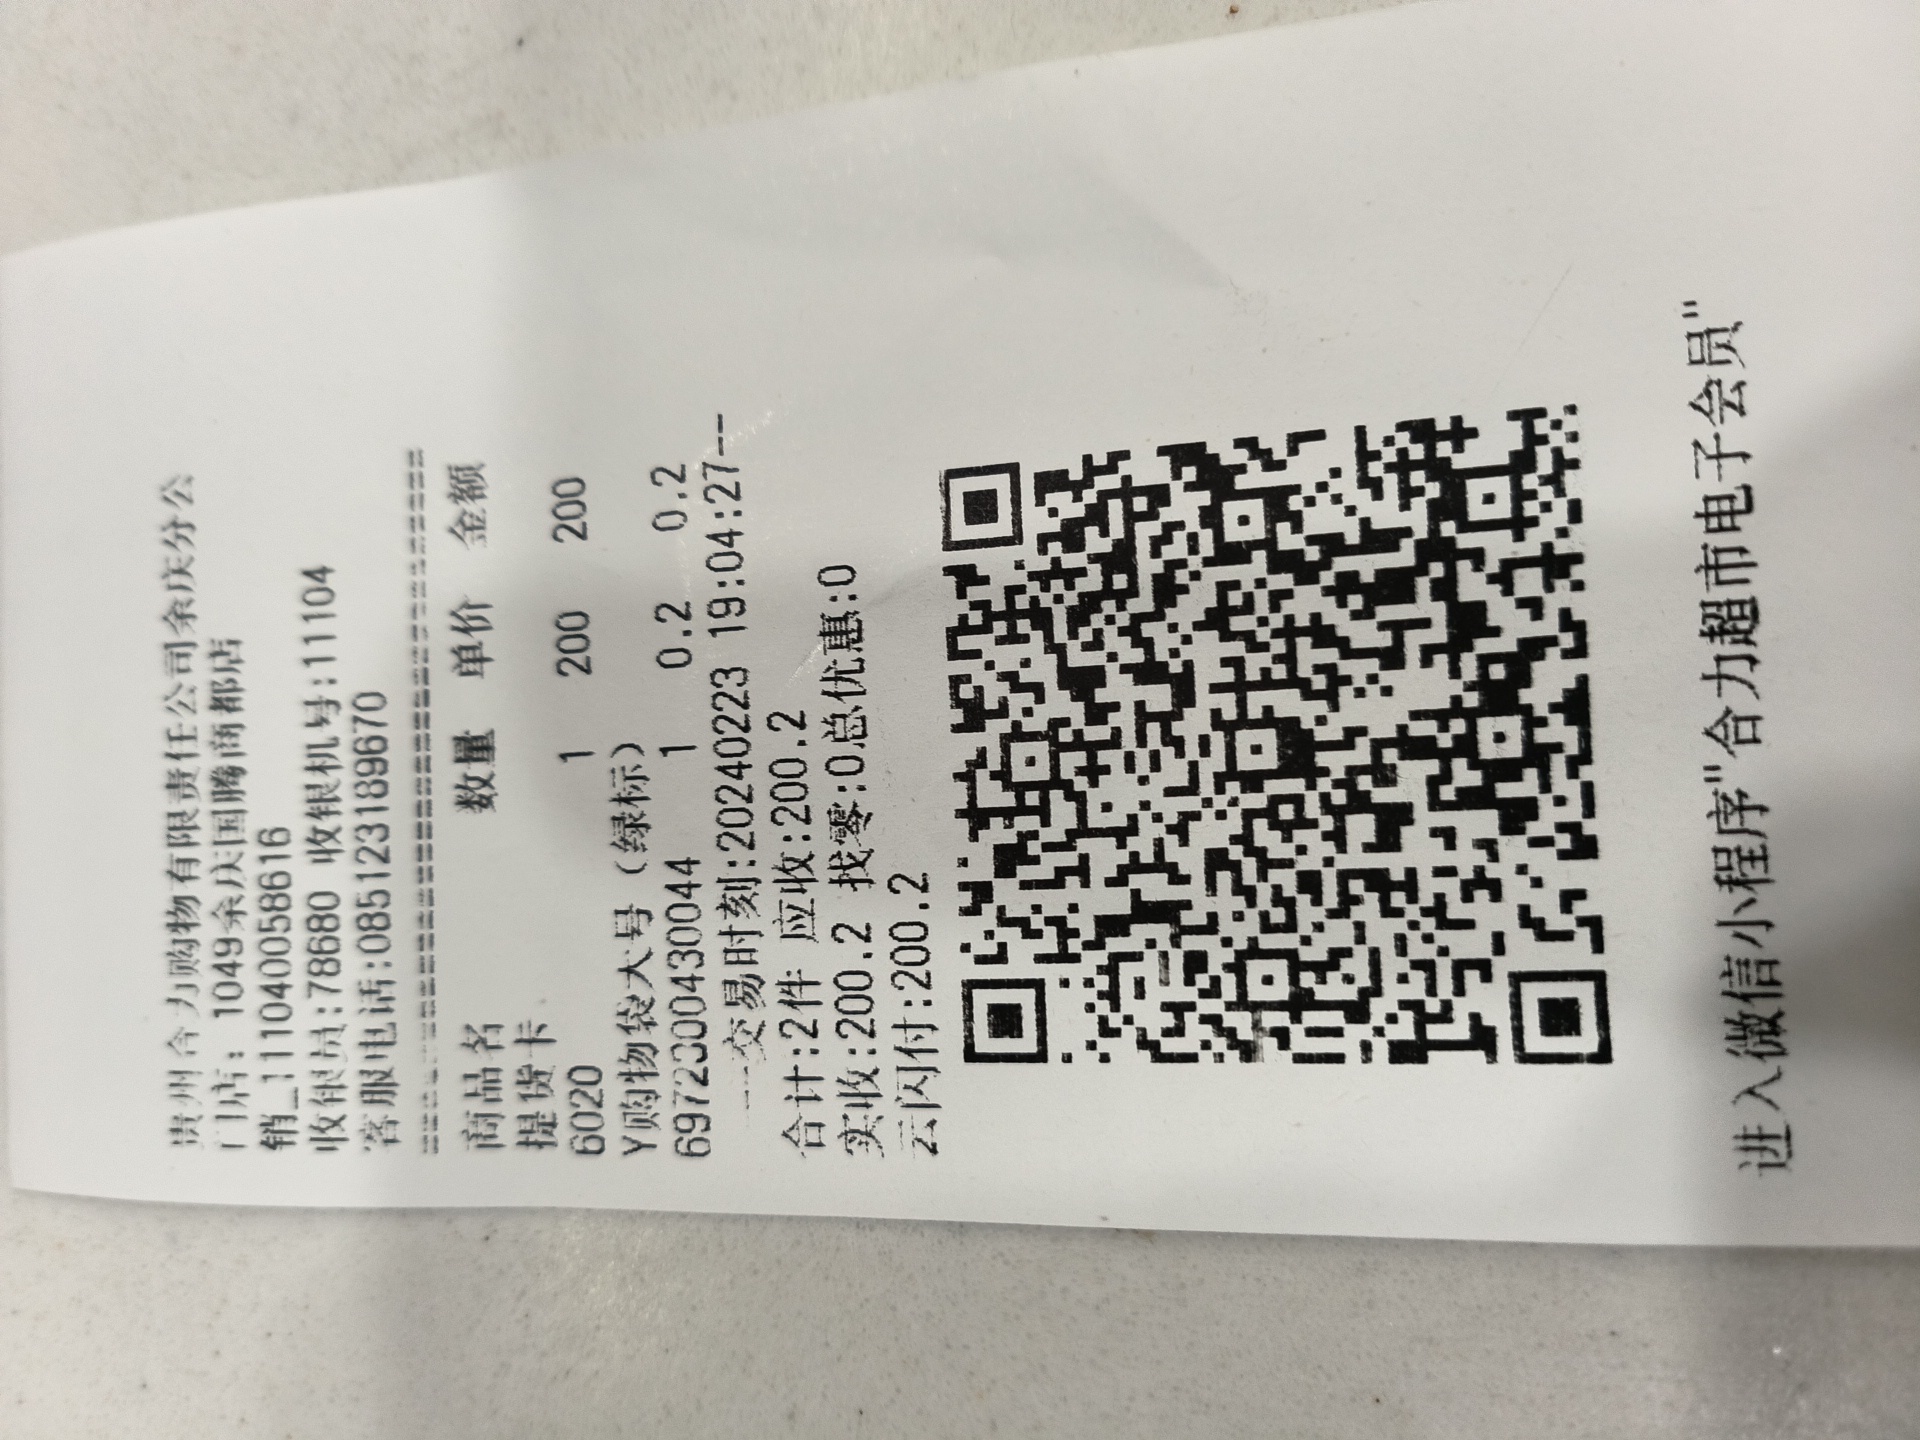 贵州合力购物有限责任公司余庆分公
门店: 1049余庆国腾商都店
销_1110400586616
收银员:78680 收银机号:11104
客服电话:085123189670
商品名 数量 单价 金额
提货卡
6020 1 200 200
Y购物袋大号（绿标）
6972300430044 1 0.2 0.2
---交易时刻:20240223 19:04:27--
合计:2件 应收:200.2
实收:200.2 找零:0总优惠:0
云闪付:200.2
进入微信小程序"合力超市电子会员"